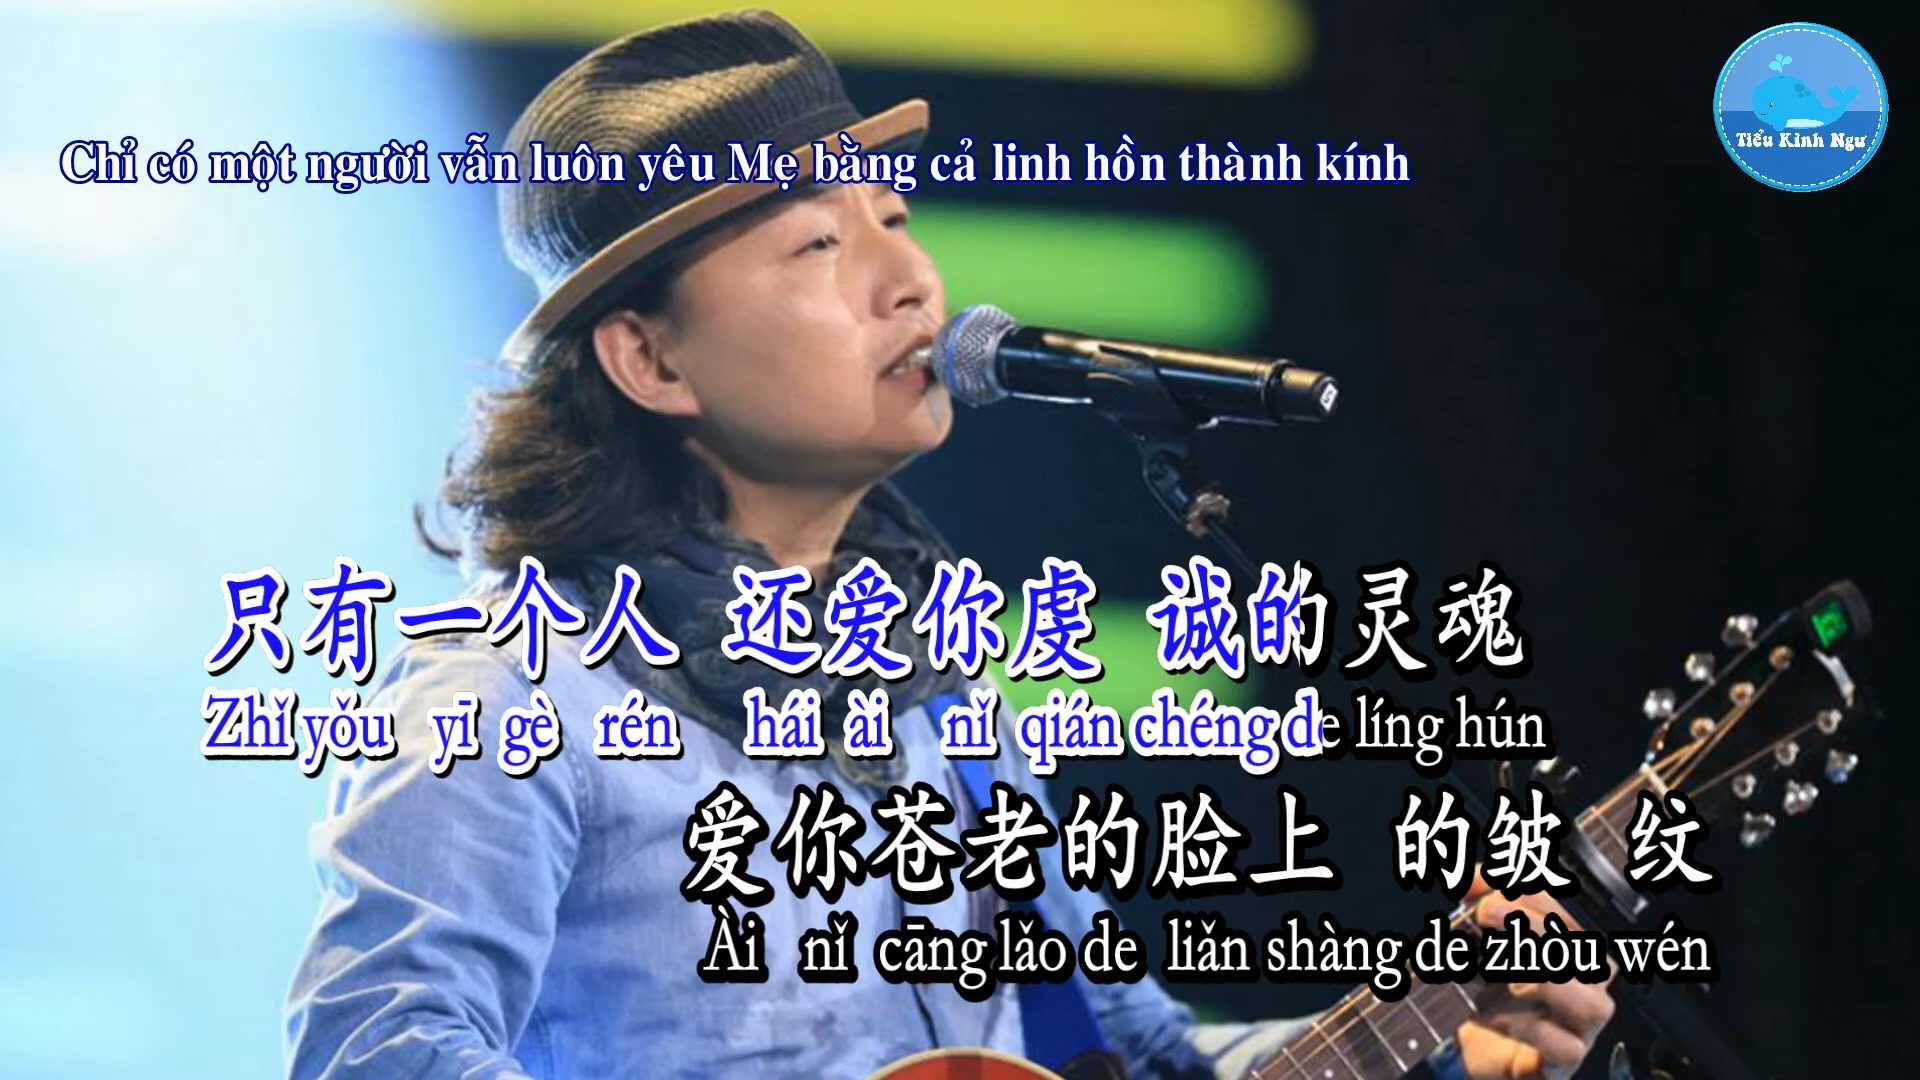 Tiểu Kình Ngư
Chỉ có một người vẫn luôn yêu Mẹ bằng cả linh hồn thành kính
只有一个人 还爱你虔 诚的灵魂
Zhǐ yǒu yī gè rén hái ài nǐ qián chéng de líng hún
爱你苍老的脸上 的皱 纹
Ài nǐ cāng lǎo de liǎn shàng de zhòu wén